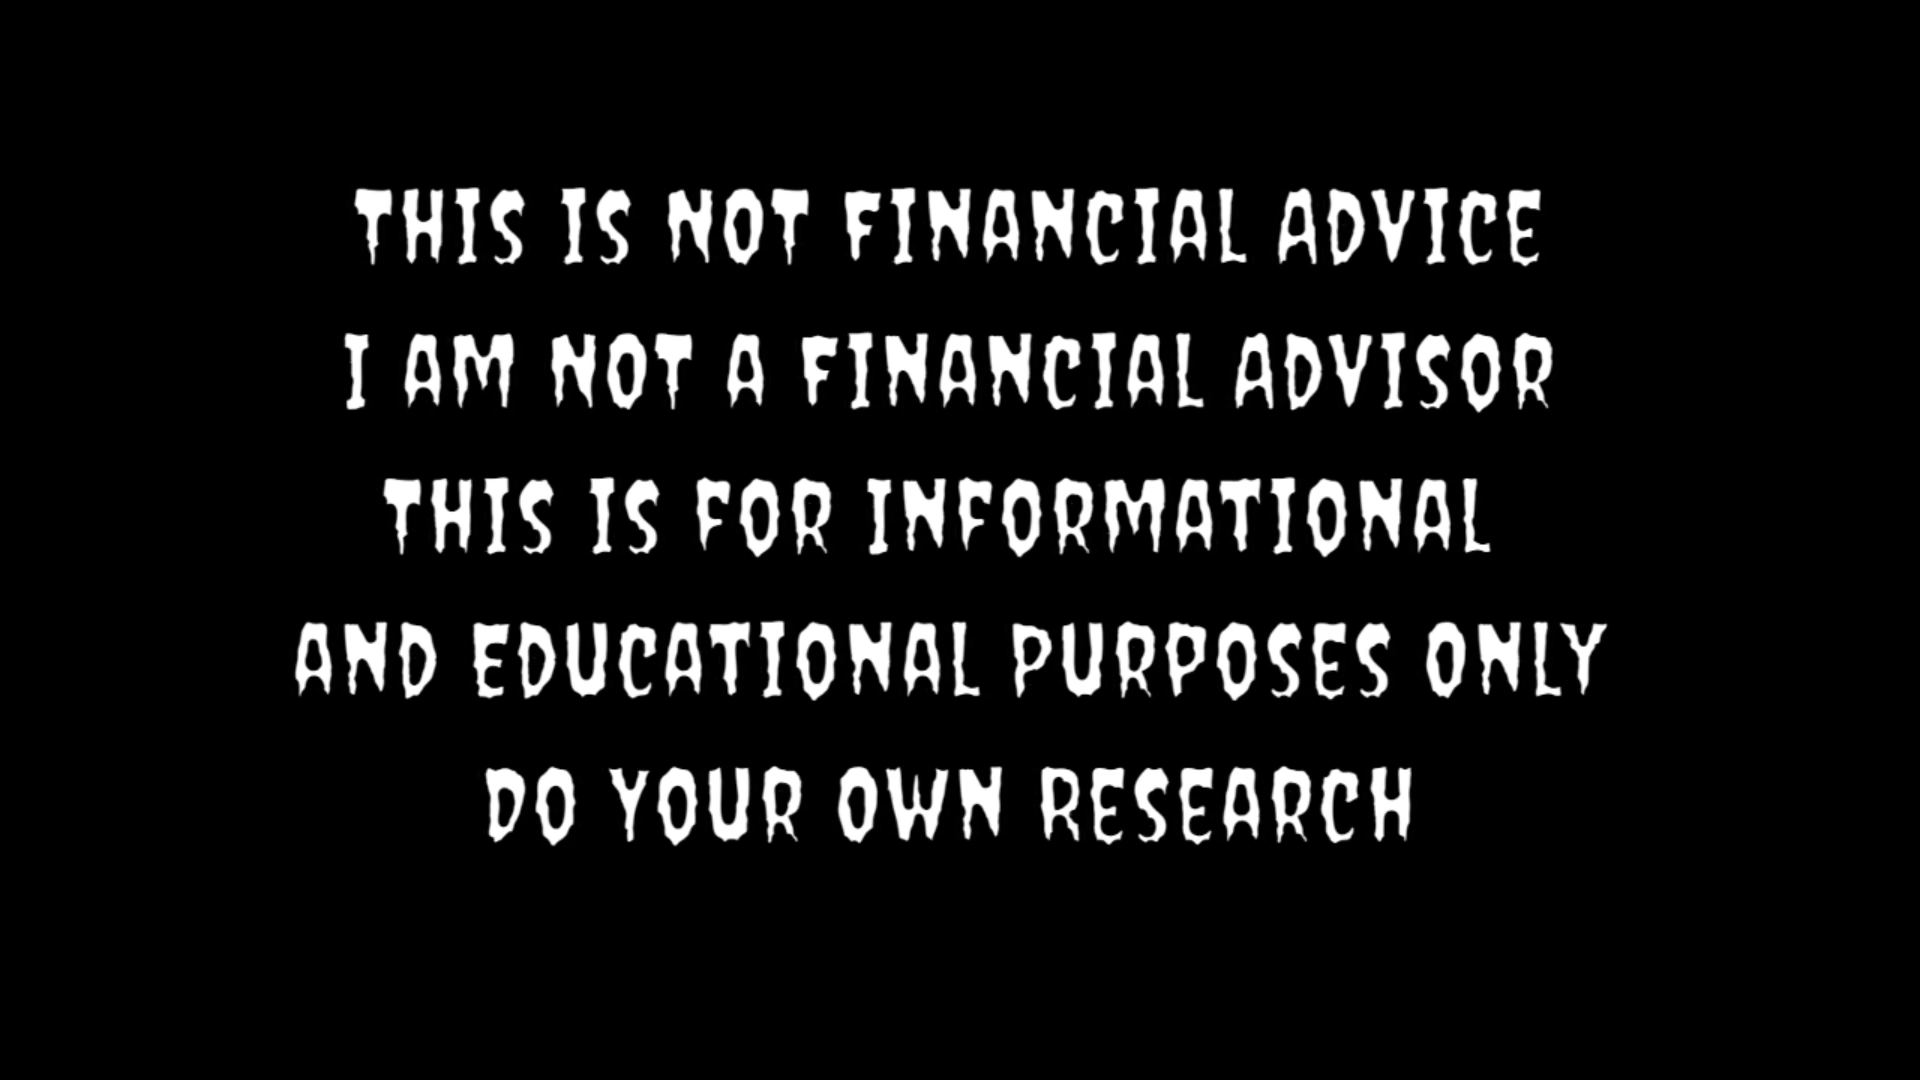 THIS IS NOT FINANCIAL ADVICE
I AM NOT A FINANCIAL ADVISOR
THIS IS FOR INFORMATIONAL
AND EDUCATIONAL PURPOSES ONLY
DO YOUR OWN RESEARCH